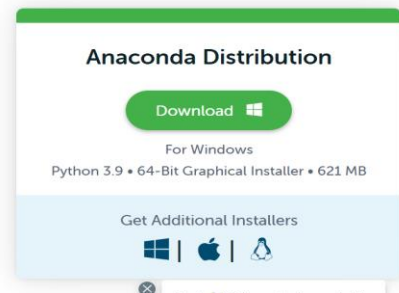 Anaconda Distribution
Download
For Windows
Python 3.9 • 64-Bit Graphical Installer • 621 MB
Get Additional Installers
| |